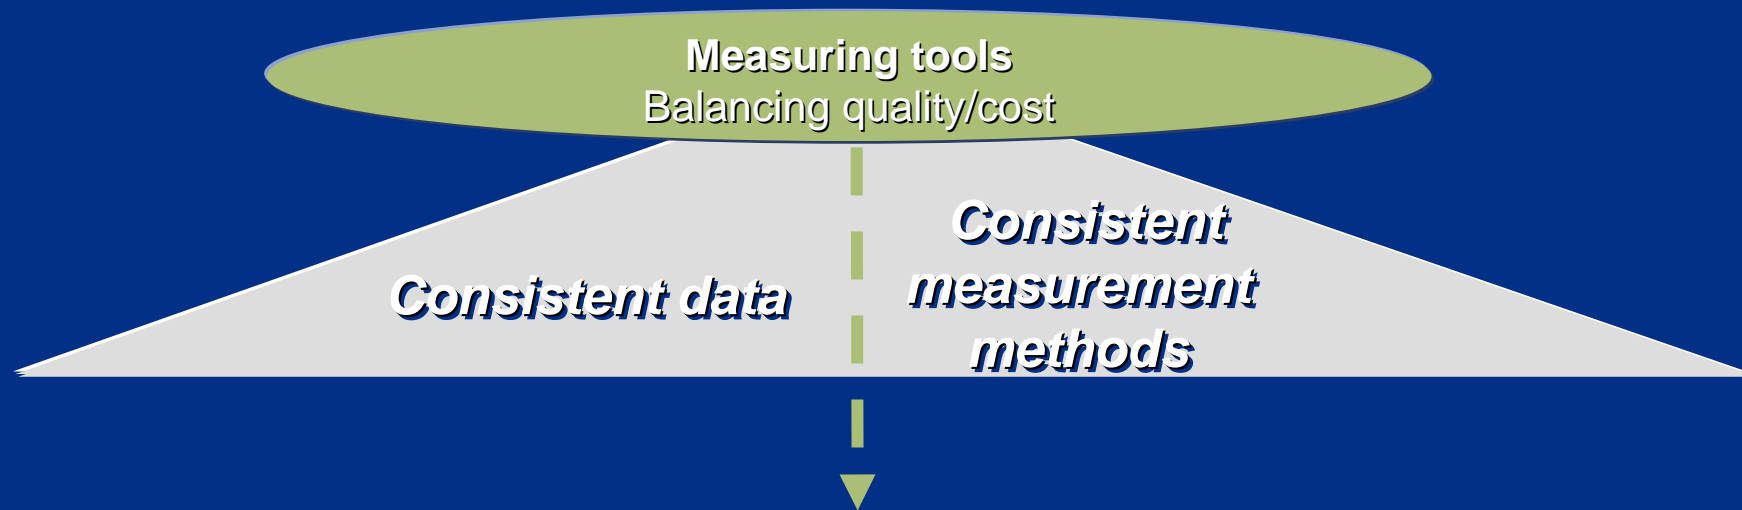 Measuring tools
Balancing quality/cost
Consistent data
Consistent
measurement
methods